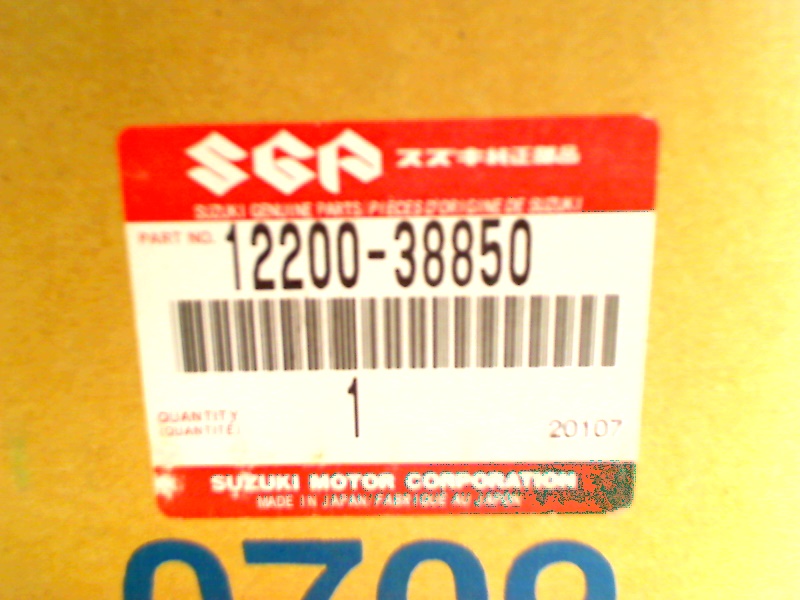 SGP スズキ純正部品
SUZUKI GENUINE PARTS / PIÈCES D'ORIGINE DE SUZUKI
PART NO. 12200-38850
1
QUANTITY
(QUANTITÉ)
20107
SUZUKI MOTOR CORPORATION
MADE IN JAPAN/FABRIQUÉ AU JAPON